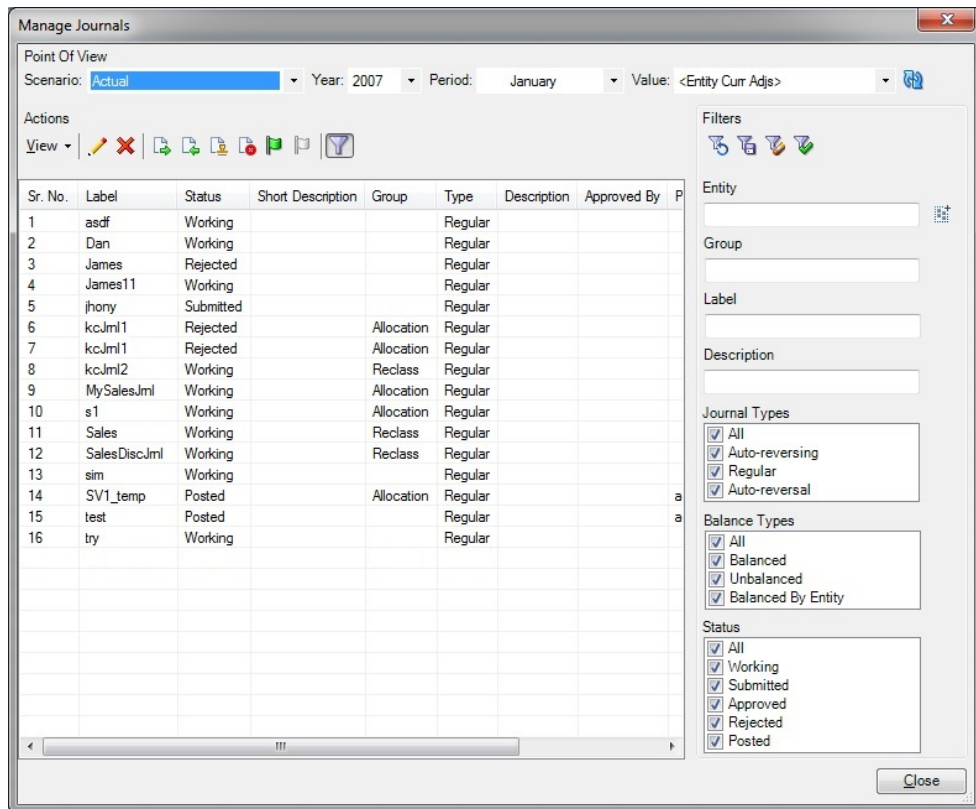 Manage Journals
Point Of View
Scenario: Actual Year: 2007 Period: January Value: <Entity Curr Adjs>
Actions
View
Sr. No. Label Status Short Description Group Type Description Approved By P
1 asdf Working Regular
2 Dan Working Regular
3 James Rejected Regular
4 James11 Working Regular
5 jhony Submitted Regular
6 kcJrnl1 Rejected Allocation Regular
7 kcJrnl1 Rejected Allocation Regular
8 kcJrnl2 Working Reclass Regular
9 MySalesJrnl Working Allocation Regular
10 s1 Working Allocation Regular
11 Sales Working Reclass Regular
12 SalesDiscJrnl Working Reclass Regular
13 sim Working Regular
14 SV1_temp Posted Allocation Regular a
15 test Posted Regular a
16 try Working Regular
Filters
Entity
Group
Label
Description
Journal Types
All
Auto-reversing
Regular
Auto-reversal
Balance Types
All
Balanced
Unbalanced
Balanced By Entity
Status
All
Working
Submitted
Approved
Rejected
Posted
Close